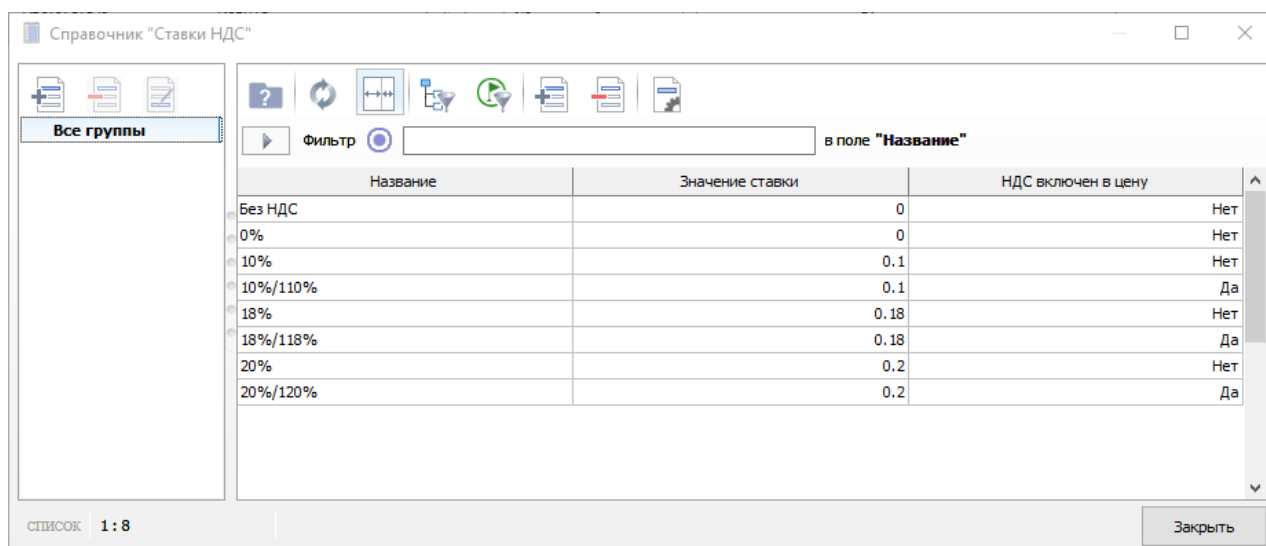 Справочник "Ставки НДС"
Все группы
Фильтр в поле "Название"
Название Значение ставки НДС включен в цену
Без НДС 0 Нет
0% 0 Нет
10% 0.1 Нет
10%/110% 0.1 Да
18% 0.18 Нет
18%/118% 0.18 Да
20% 0.2 Нет
20%/120% 0.2 Да
список 1:8
Закрыть